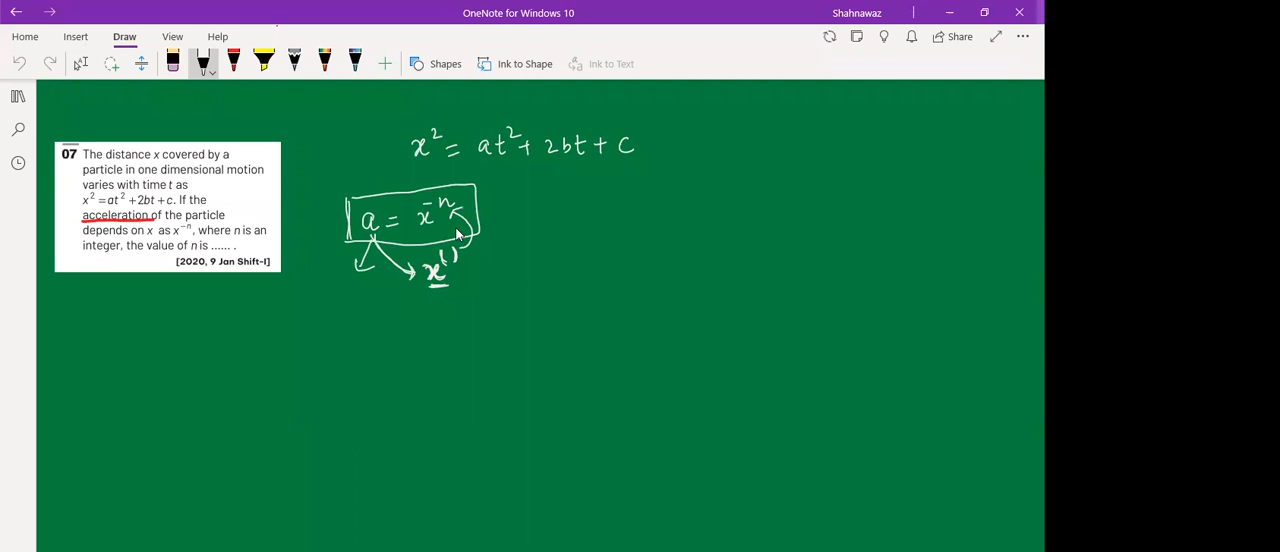 OneNote for Windows 10
Shahnawaz
Home Insert Draw View Help
Share
Shapes Ink to Shape Ink to Text
x² = at² + 2bt + c
07 The distance x covered by a
particle in one dimensional motion
varies with time t as
x² = at² +2bt + c. If the
acceleration of the particle
depends on x as x⁻ⁿ, where n is an
integer, the value of n is ...... .
[2020, 9 Jan Shift-I]
a = x⁻ⁿ
x⁽ ⁾